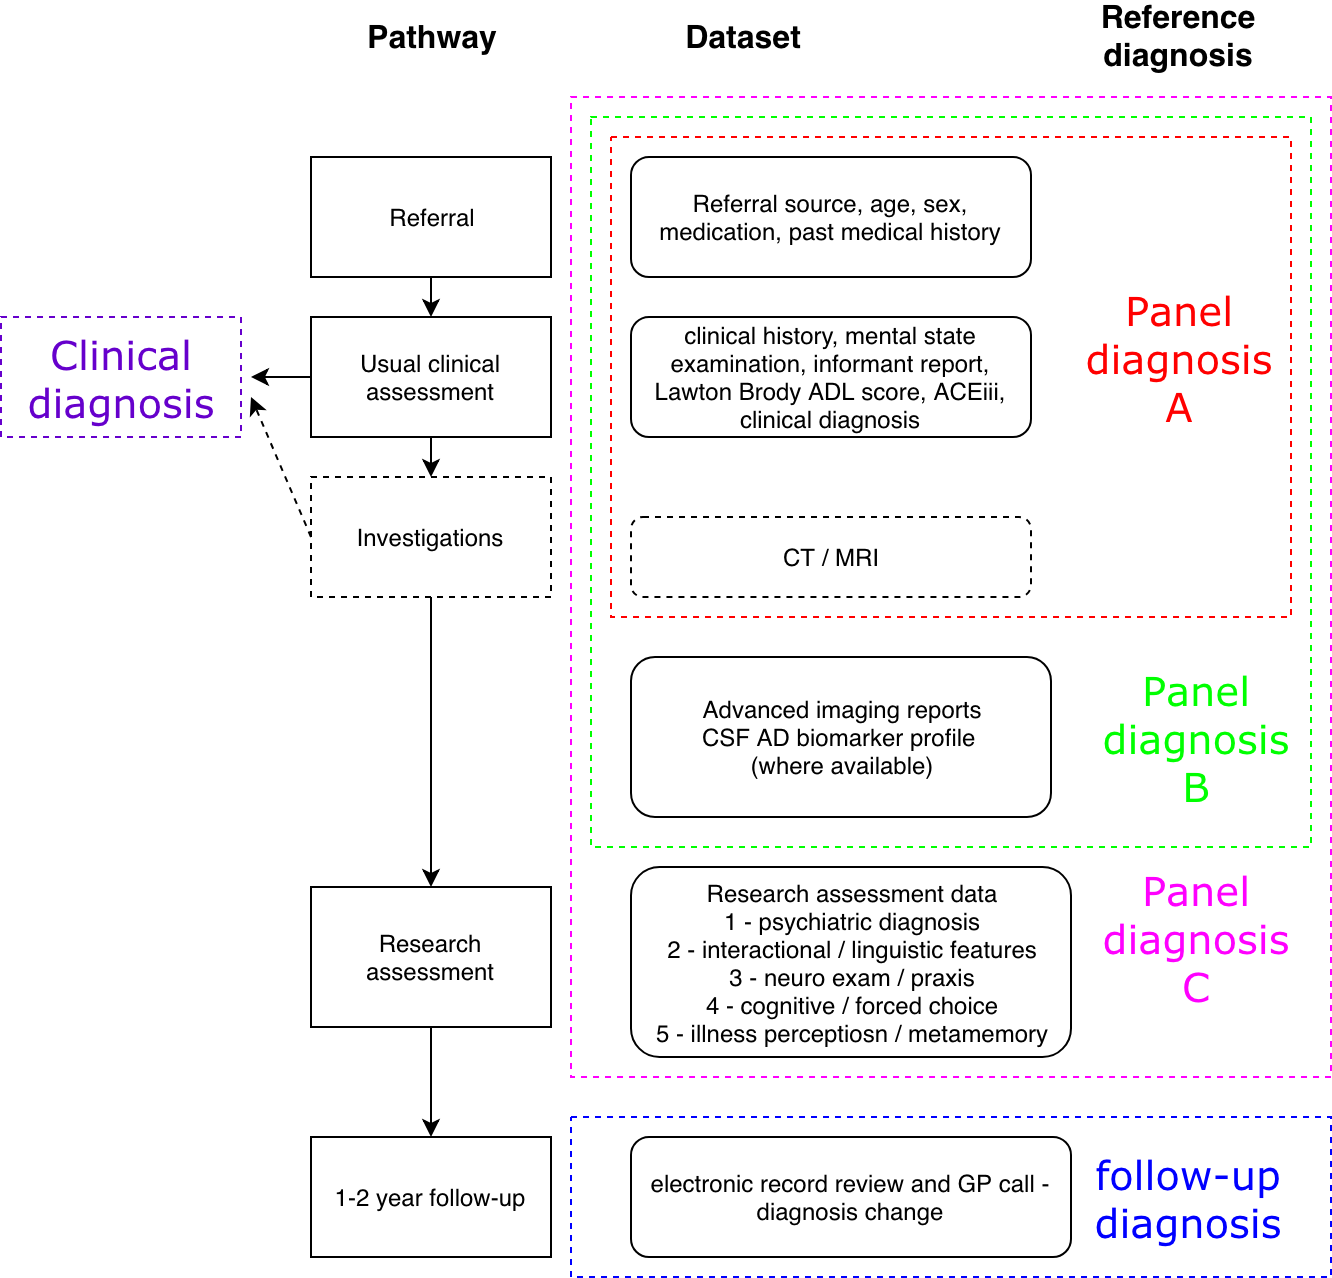 Pathway
Dataset
Reference
diagnosis
Referral
Referral source, age, sex,
medication, past medical history
Clinical
diagnosis
Usual clinical
assessment
clinical history, mental state
examination, informant report,
Lawton Brody ADL score, ACEiii,
clinical diagnosis
Panel
diagnosis
A
Investigations
CT / MRI
Advanced imaging reports
CSF AD biomarker profile
(where available)
Panel
diagnosis
B
Research
assessment
Research assessment data
1 - psychiatric diagnosis
2 - interactional / linguistic features
3 - neuro exam / praxis
4 - cognitive / forced choice
5 - illness perceptiosn / metamemory
Panel
diagnosis
C
1-2 year follow-up
electronic record review and GP call -
diagnosis change
follow-up
diagnosis